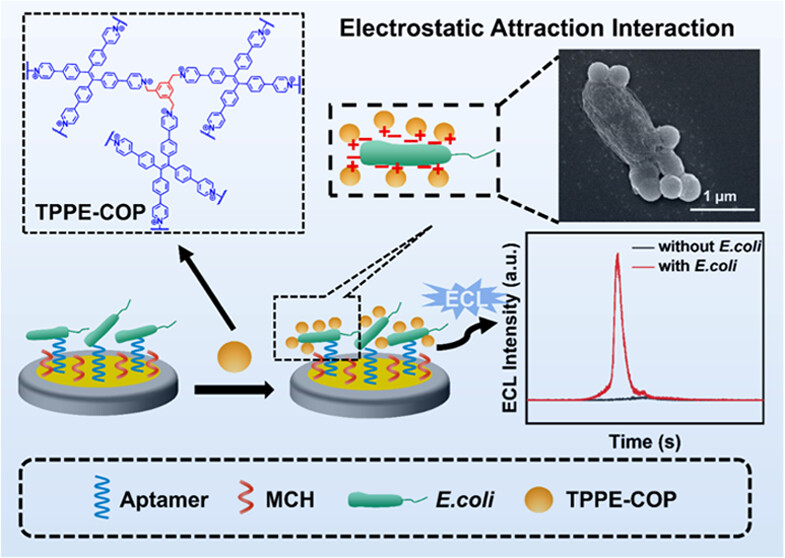 Electrostatic Attraction Interaction
TPPE-COP
1 μm
ECL
ECL Intensity (a.u.)
without E.coli
with E.coli
Time (s)
Aptamer
MCH
E.coli
TPPE-COP